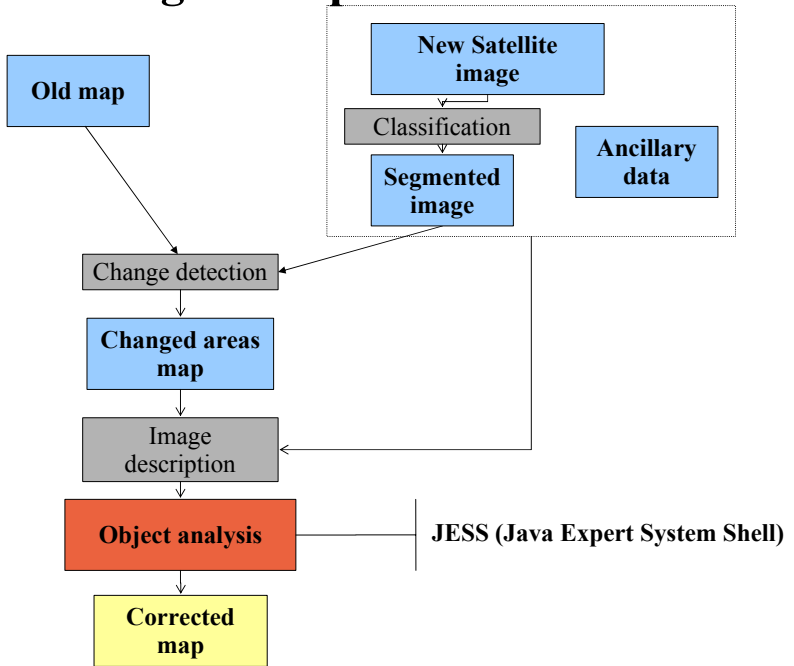 New Satellite
image
Old map
Classification
Ancillary
data
Segmented
image
Change detection
Changed areas
map
Image
description
Object analysis
JESS (Java Expert System Shell)
Corrected
map